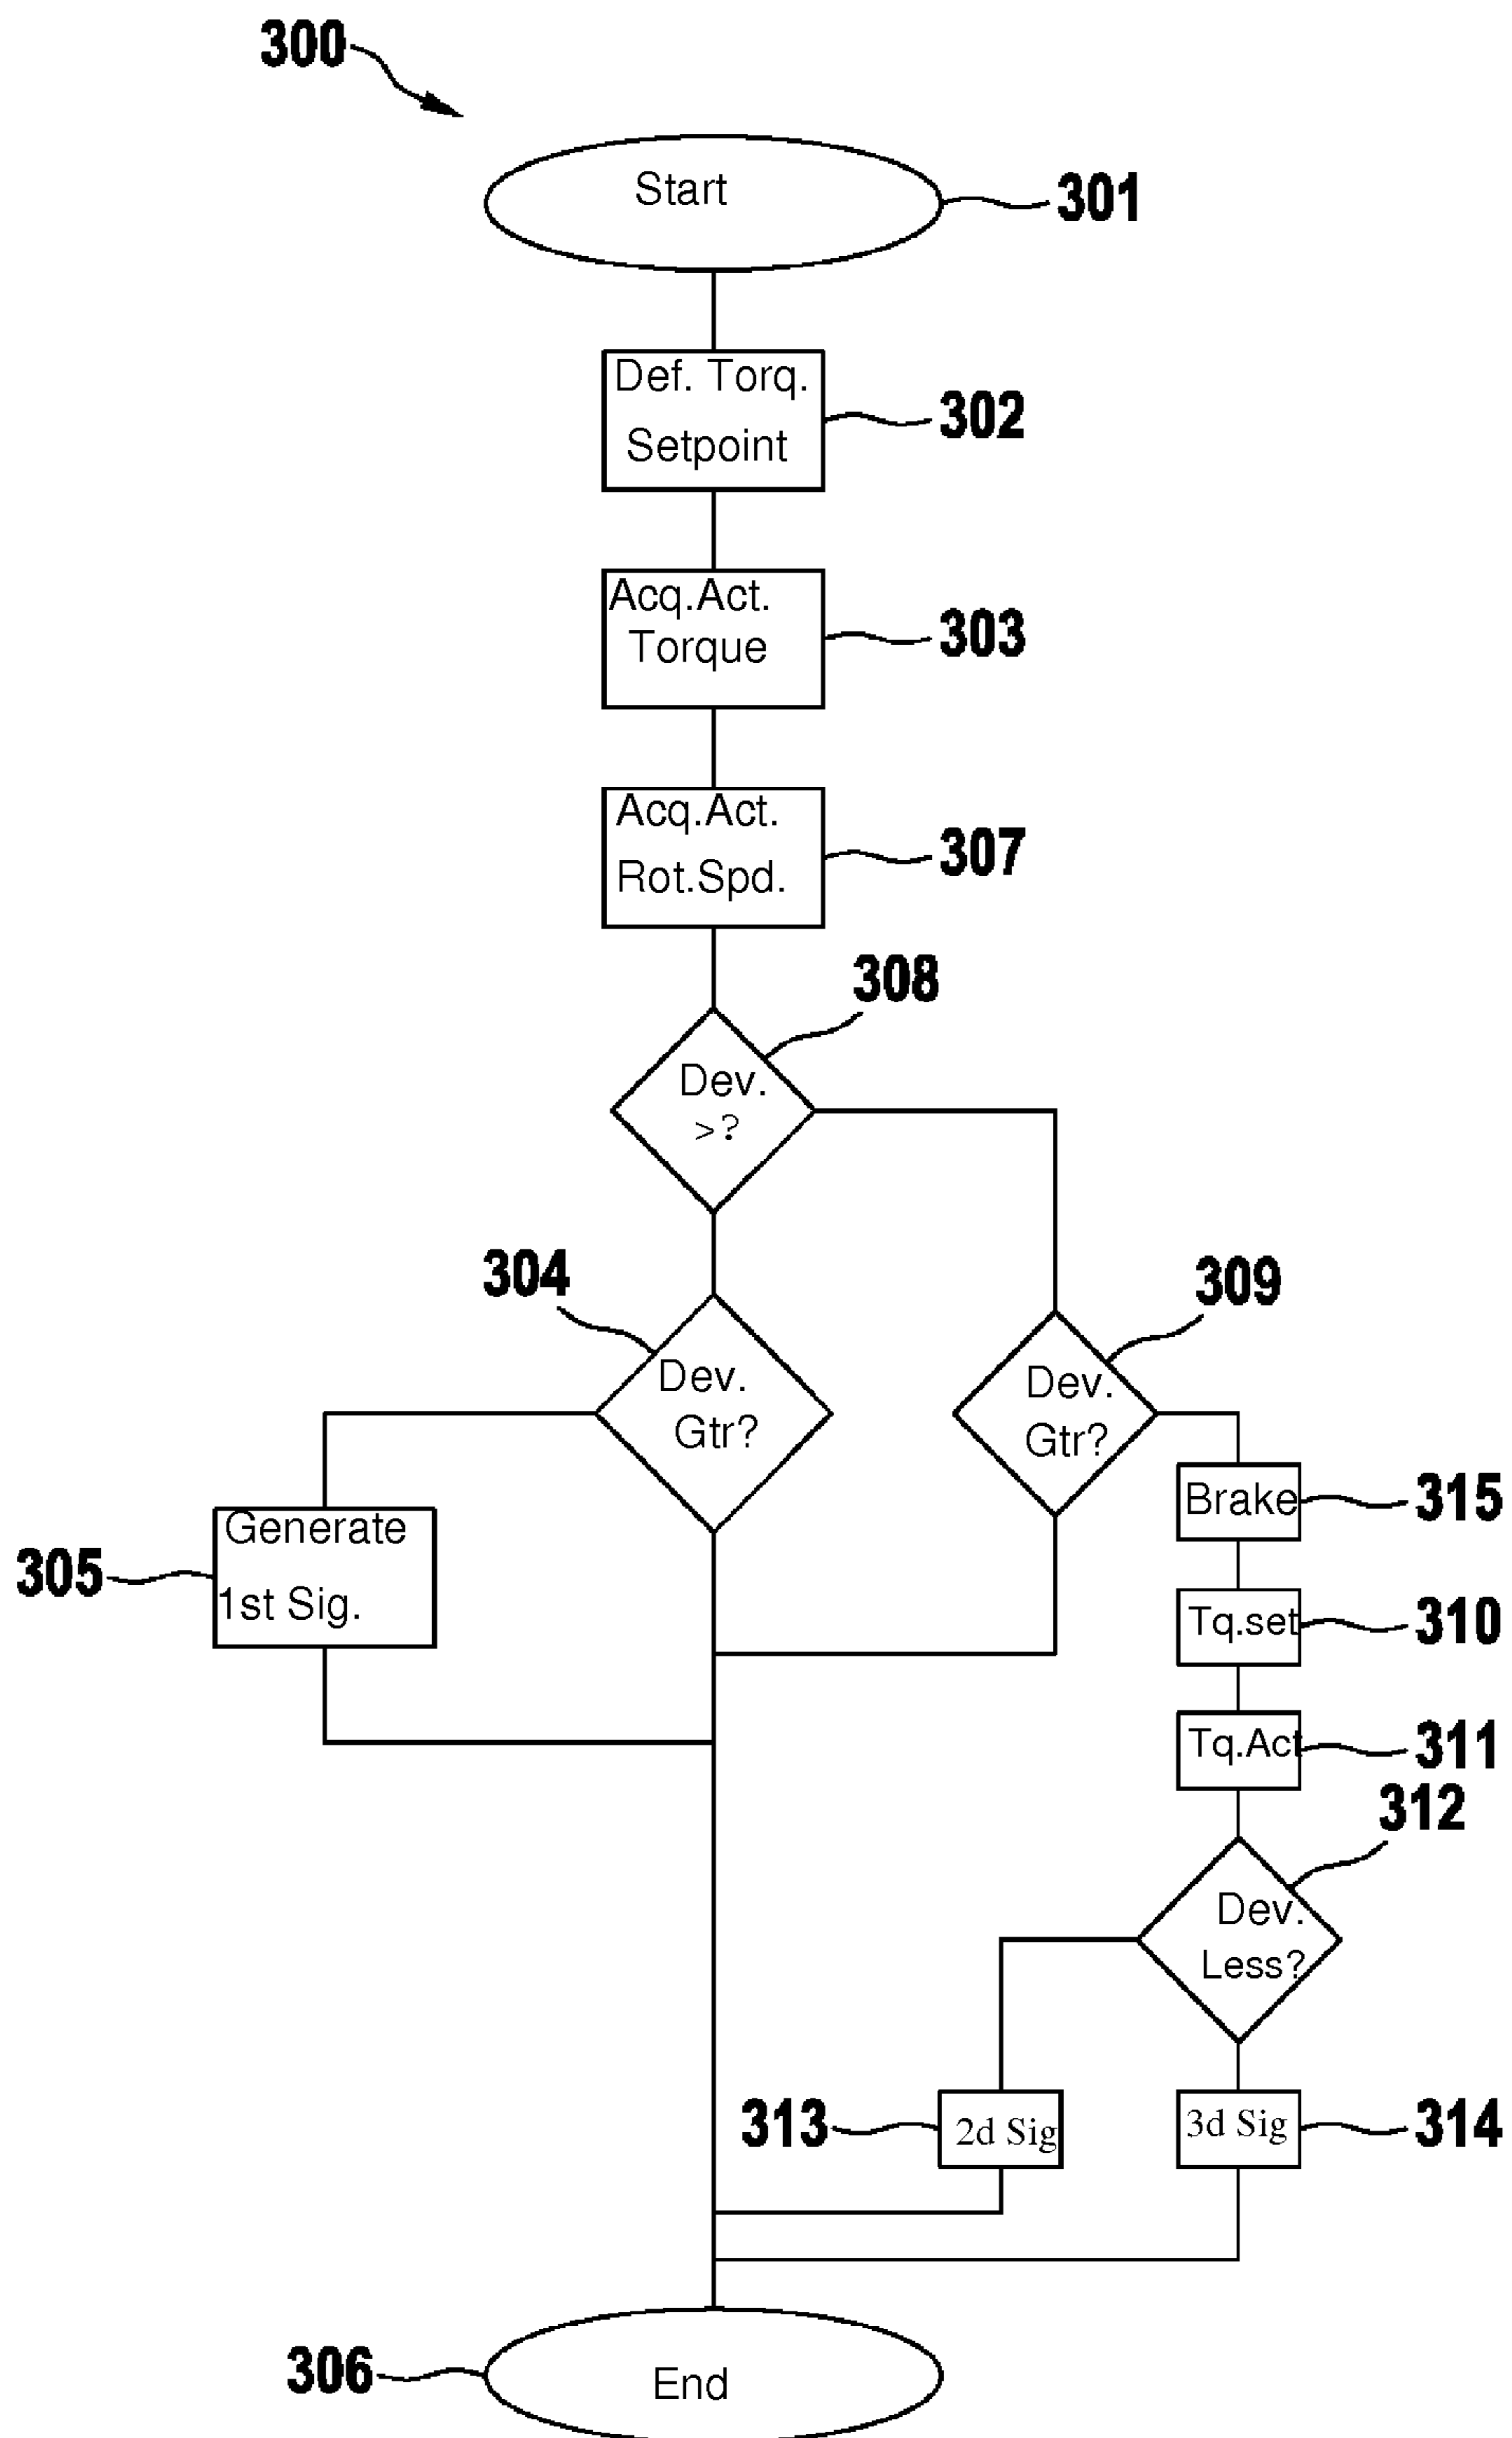 300
Start
301
Def. Torq.
Setpoint
302
Acq.Act.
Torque
303
Acq.Act.
Rot.Spd.
307
308
Dev.
>?
304
Dev.
Gtr?
309
Dev.
Gtr?
Brake
315
305
Generate
1st Sig.
Tq.set
310
Tq.Act
311
312
Dev.
Less?
313
2d Sig
3d Sig
314
306
End